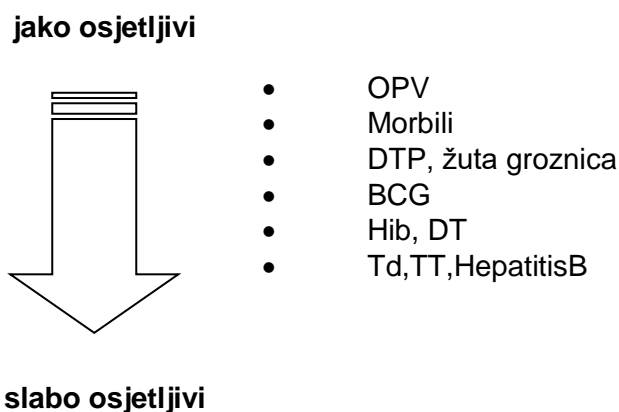 jako osjetljivi
• OPV
• Morbili
• DTP, žuta groznica
• BCG
• Hib, DT
• Td,TT,HepatitisB
slabo osjetljivi